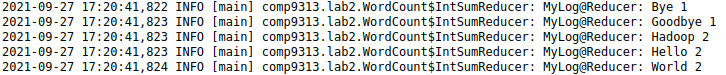 2021-09-27 17:20:41,822 INFO [main] comp9313.lab2.WordCount$IntSumReducer: MyLog@Reducer: Bye 1
2021-09-27 17:20:41,823 INFO [main] comp9313.lab2.WordCount$IntSumReducer: MyLog@Reducer: Goodbye 1
2021-09-27 17:20:41,823 INFO [main] comp9313.lab2.WordCount$IntSumReducer: MyLog@Reducer: Hadoop 2
2021-09-27 17:20:41,823 INFO [main] comp9313.lab2.WordCount$IntSumReducer: MyLog@Reducer: Hello 2
2021-09-27 17:20:41,824 INFO [main] comp9313.lab2.WordCount$IntSumReducer: MyLog@Reducer: World 2